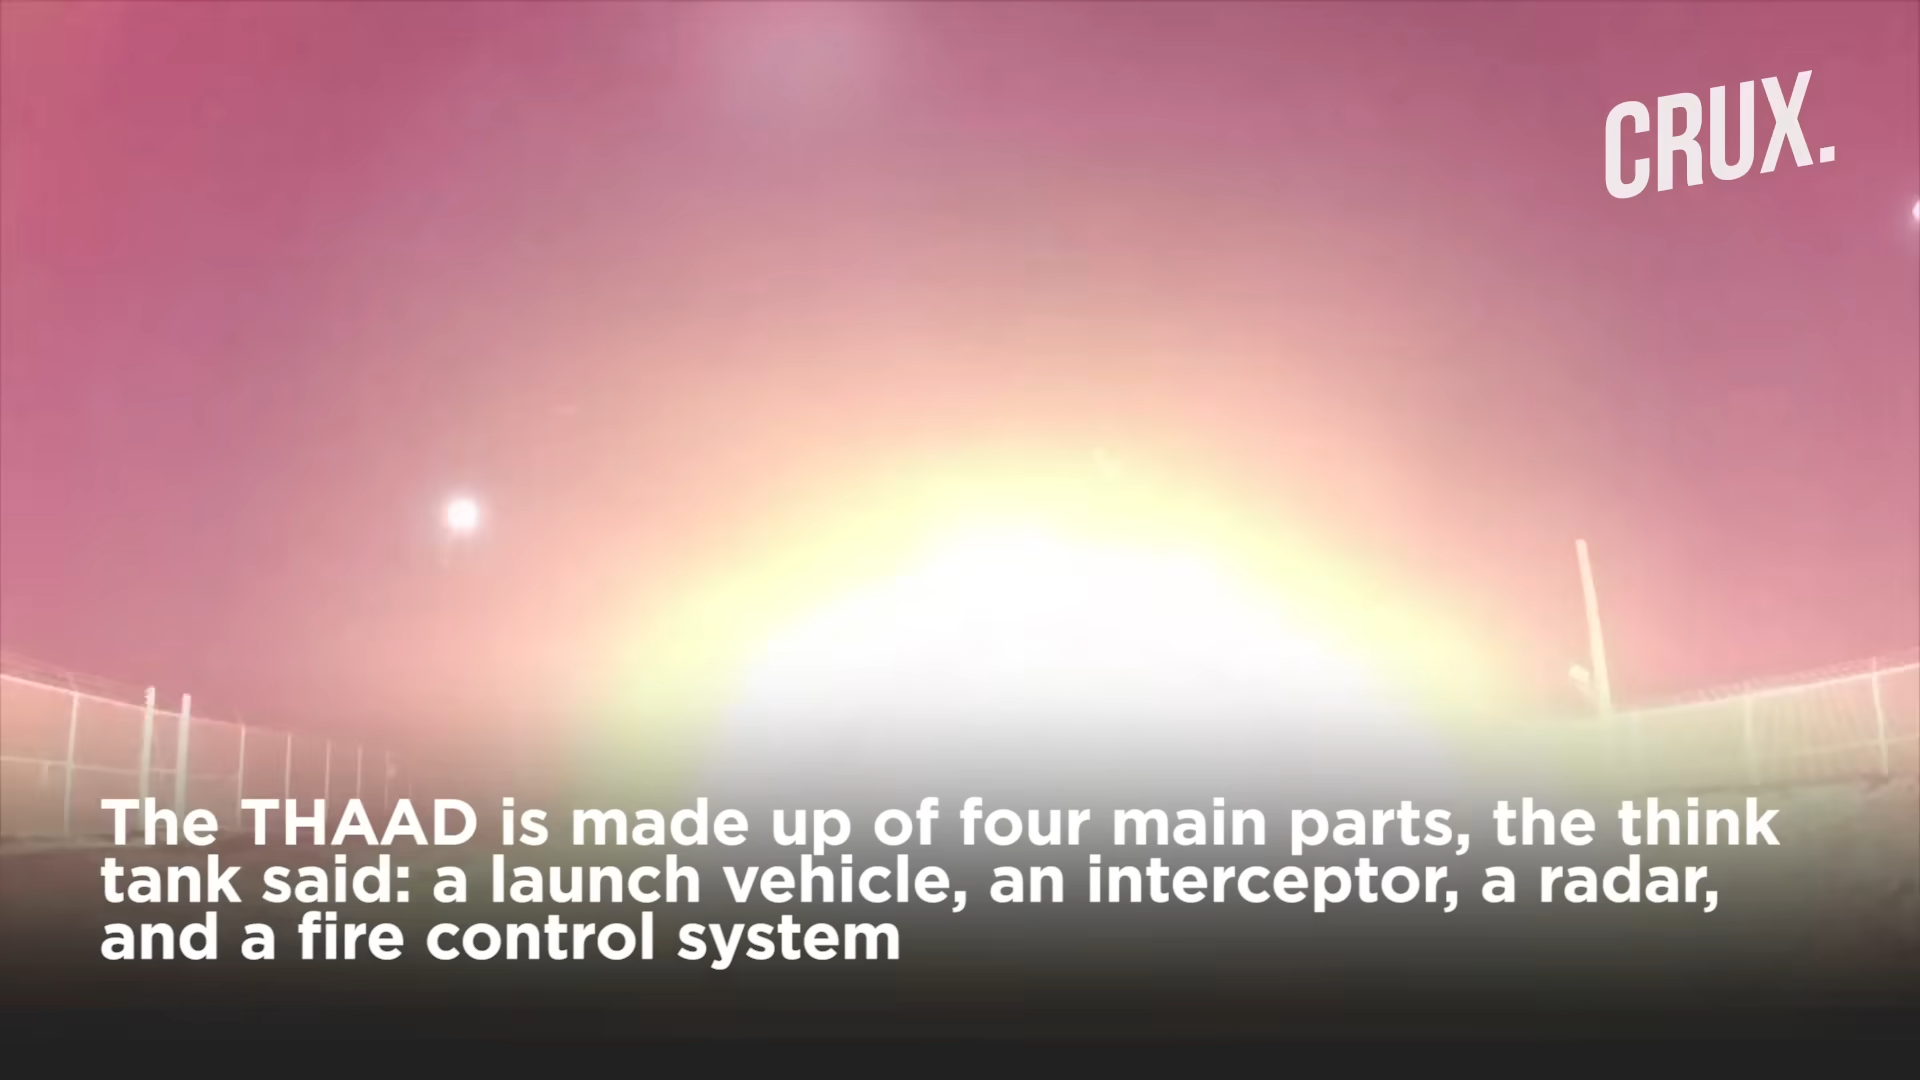 CRUX.
The THAAD is made up of four main parts, the think
tank said: a launch vehicle, an interceptor, a radar,
and a fire control system